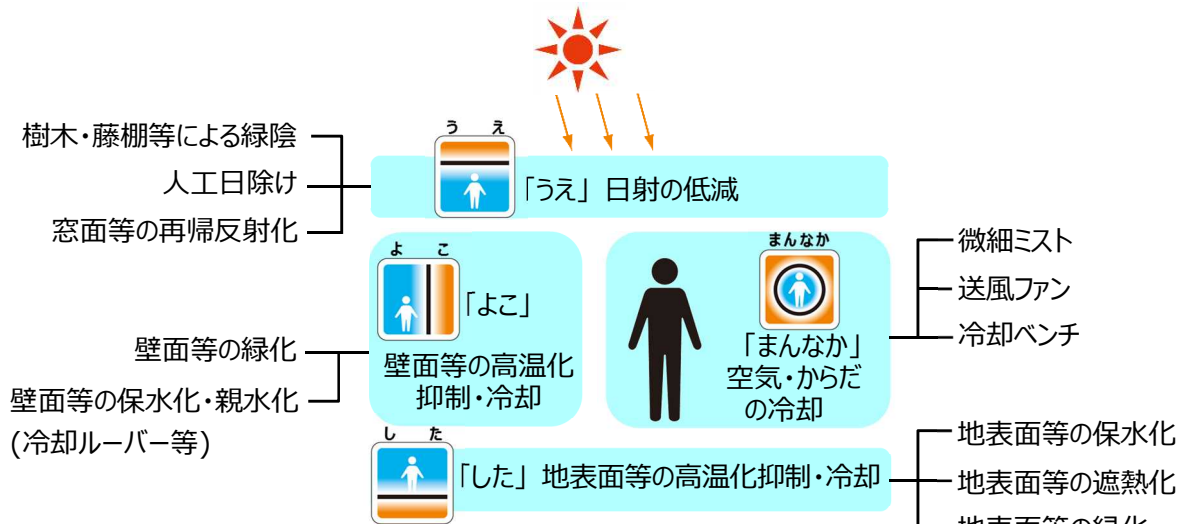 樹木・藤棚等による緑陰
人工日除け
窓面等の再帰反射化
うえ
「うえ」日射の低減
よこ
「よこ」
壁面等の高温化
抑制・冷却
壁面等の緑化
壁面等の保水化・親水化
(冷却ルーバー等)
まんなか
「まんなか」
空気・からだ
の冷却
微細ミスト
送風ファン
冷却ベンチ
した
「した」地表面等の高温化抑制・冷却
地表面等の保水化
地表面等の遮熱化
地表面等の緑化